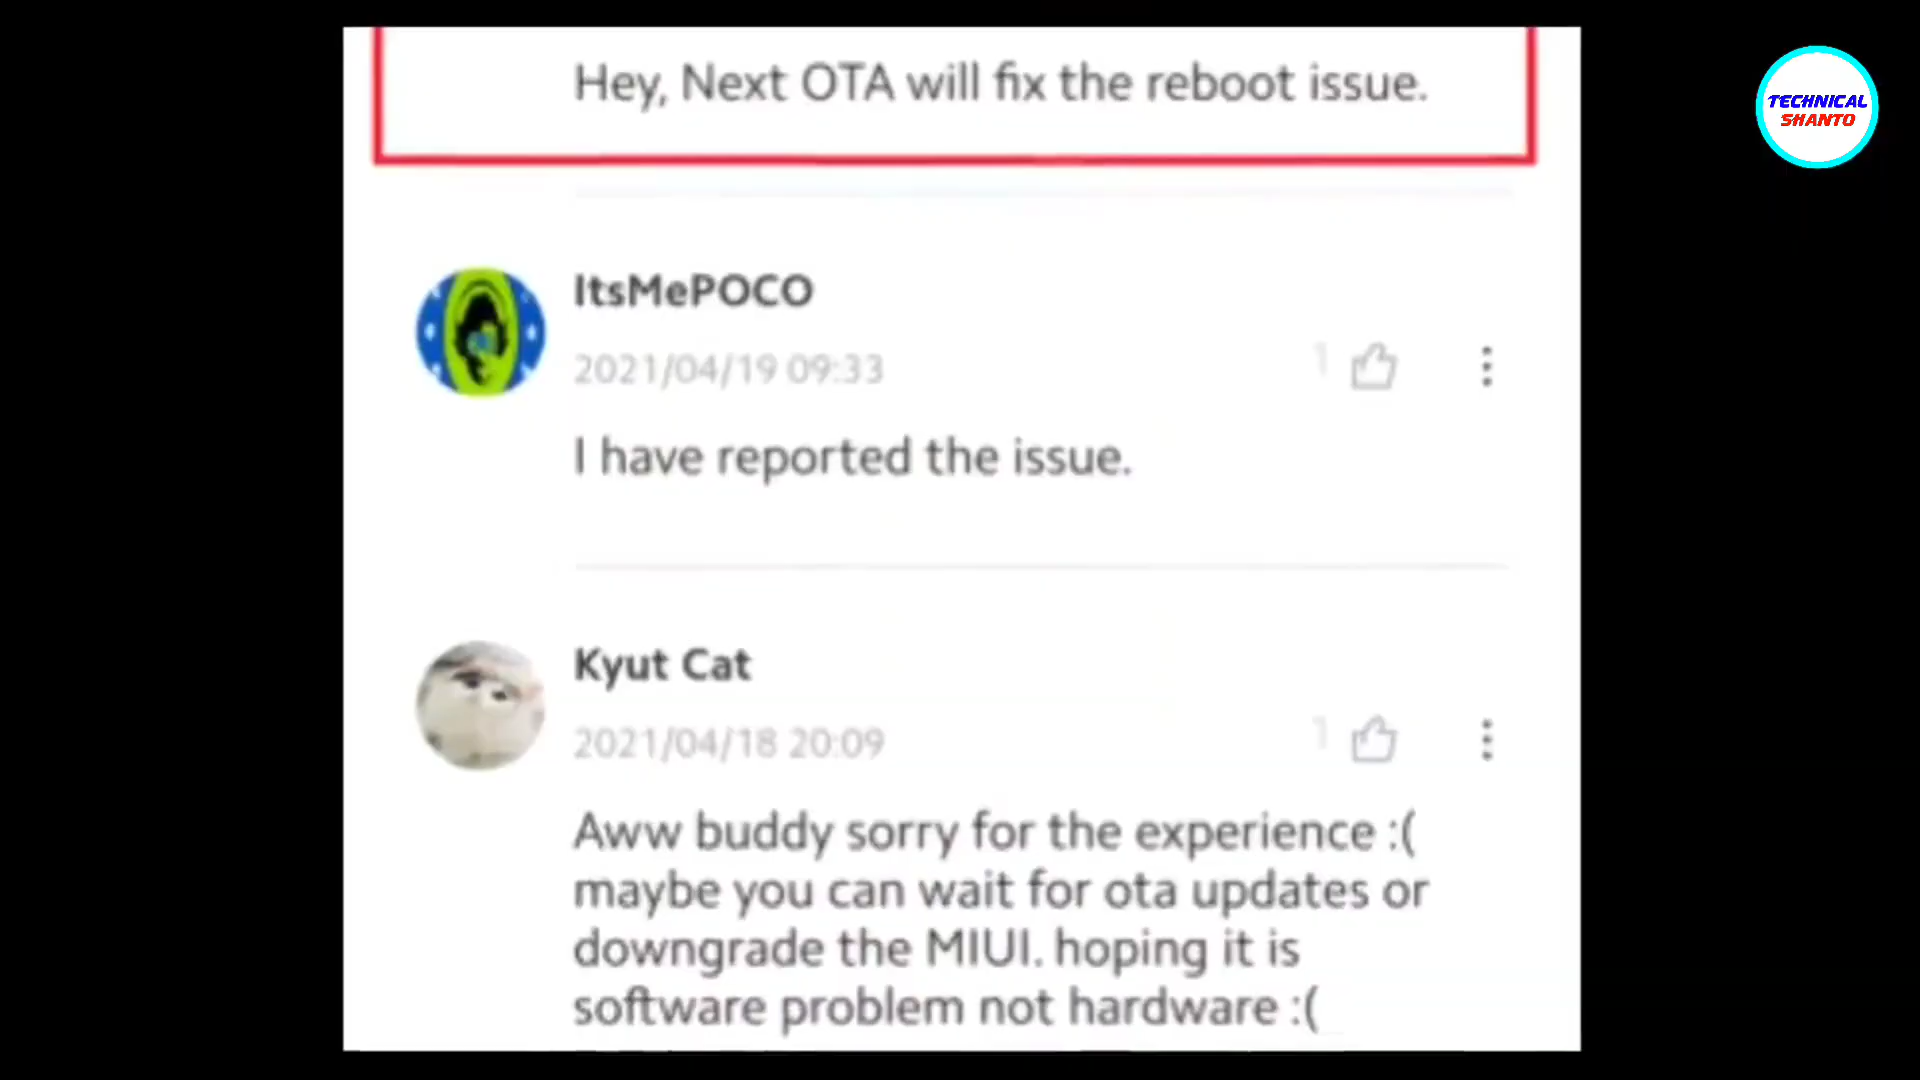 Hey, Next OTA will fix the reboot issue.
TECHNICAL
SHANTO
ItsMePOCO
2021/04/19 09:33
1
I have reported the issue.
Kyut Cat
2021/04/18 20:09
1
Aww buddy sorry for the experience :(
maybe you can wait for ota updates or
downgrade the MIUI. hoping it is
software problem not hardware :(